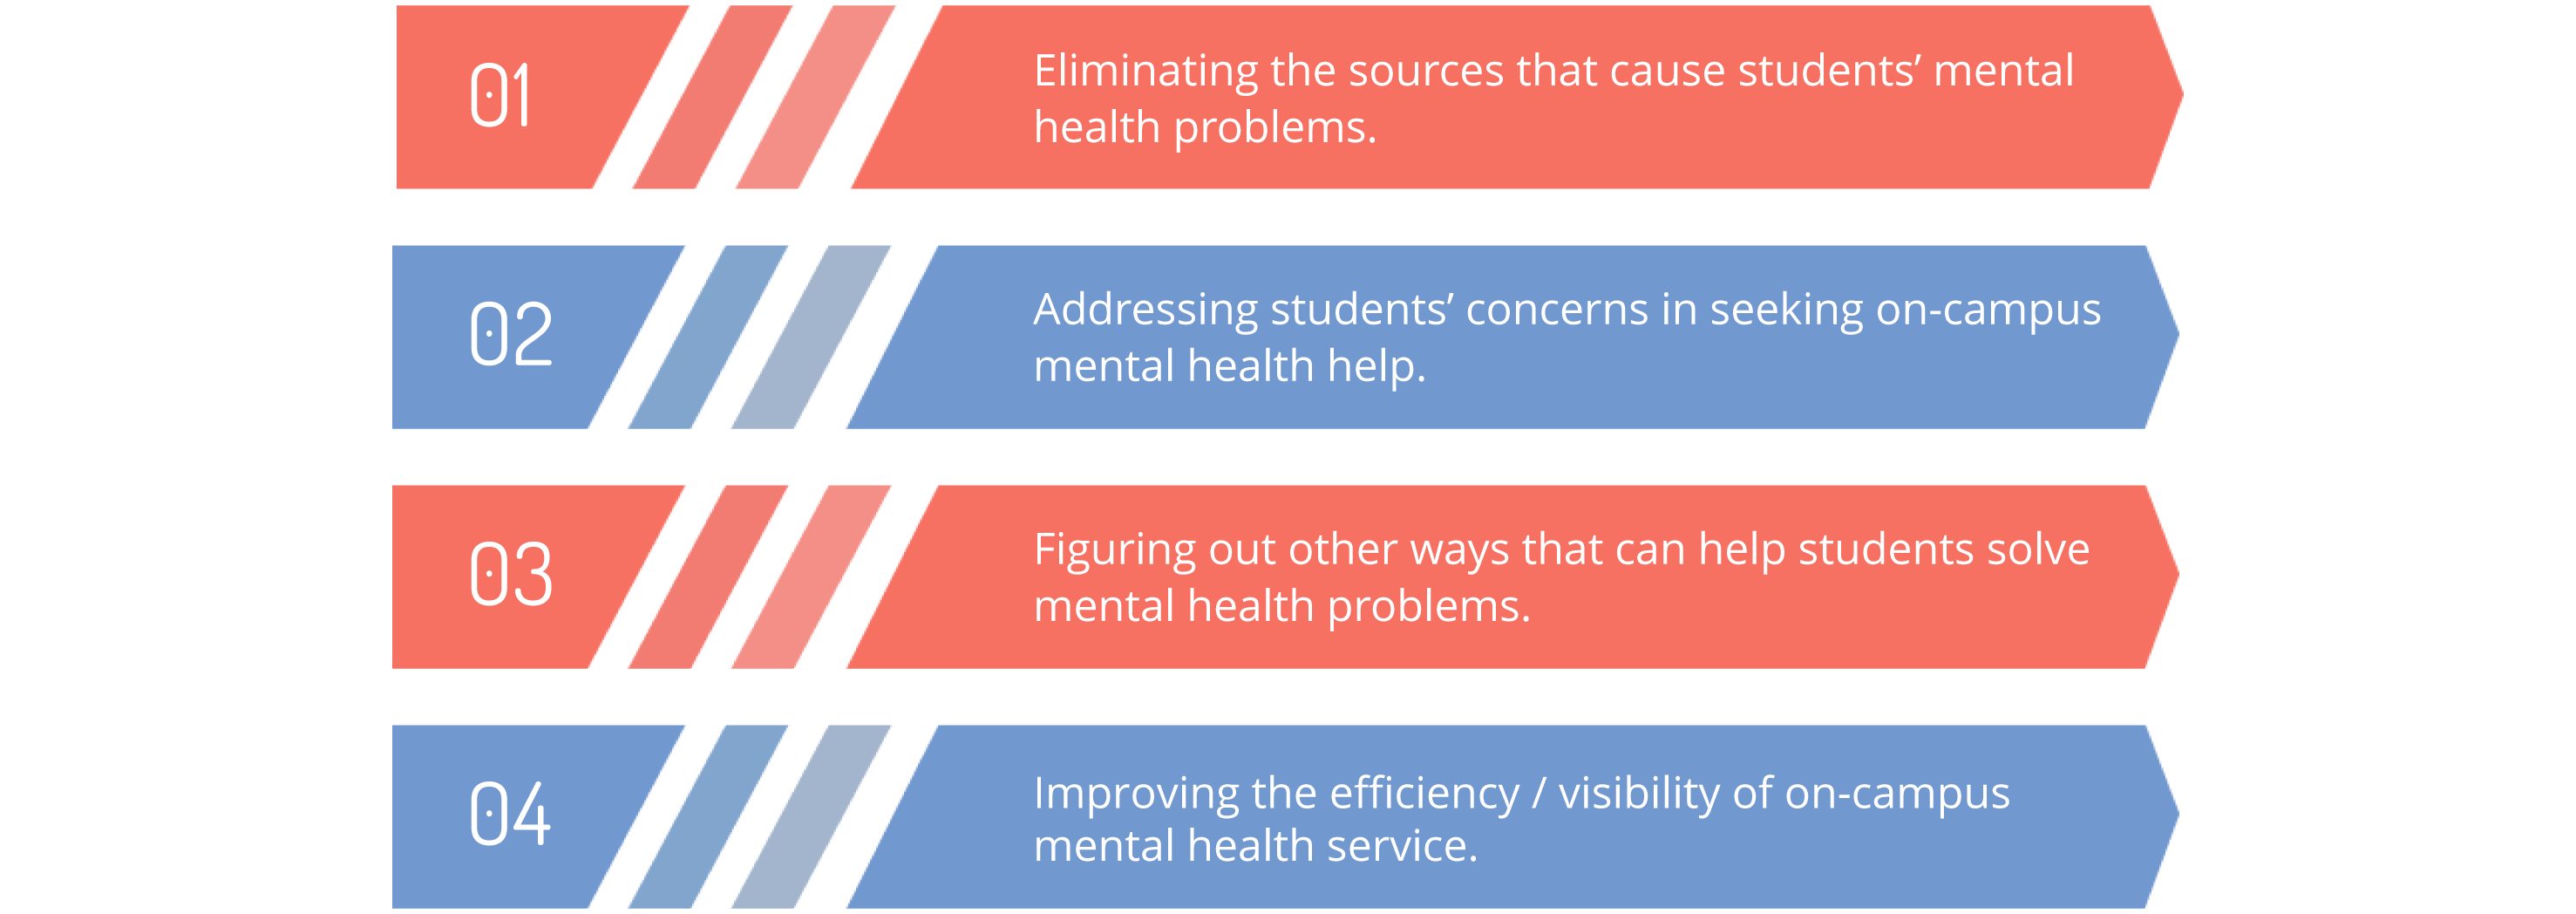 01
Eliminating the sources that cause students’ mental
health problems.
02
Addressing students’ concerns in seeking on-campus
mental health help.
03
Figuring out other ways that can help students solve
mental health problems.
04
Improving the efficiency / visibility of on-campus
mental health service.